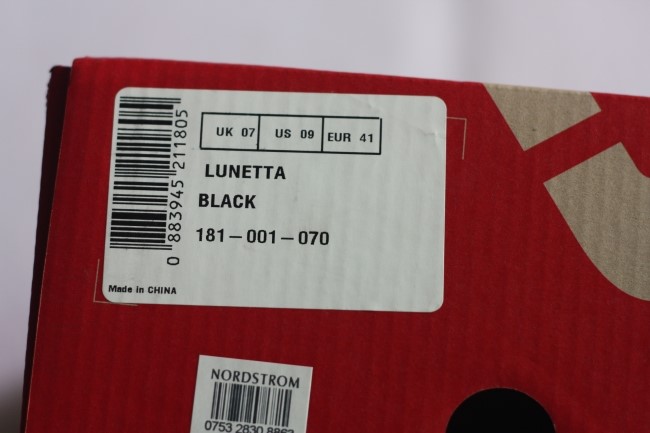 UK 07 US 09 EUR 41
LUNETTA
BLACK
181-001-070
0 883945 211805
Made in CHINA
NORDSTROM
0753 2830